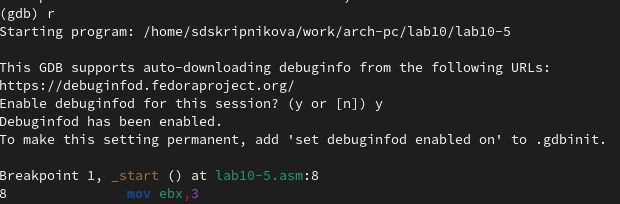 (gdb) r
Starting program: /home/sdskripnikova/work/arch-pc/lab10/lab10-5
This GDB supports auto-downloading debuginfo from the following URLs:
https://debuginfod.fedoraproject.org/
Enable debuginfod for this session? (y or [n]) y
Debuginfod has been enabled.
To make this setting permanent, add 'set debuginfod enabled on' to .gdbinit.
Breakpoint 1, _start () at lab10-5.asm:8
8 mov ebx,3